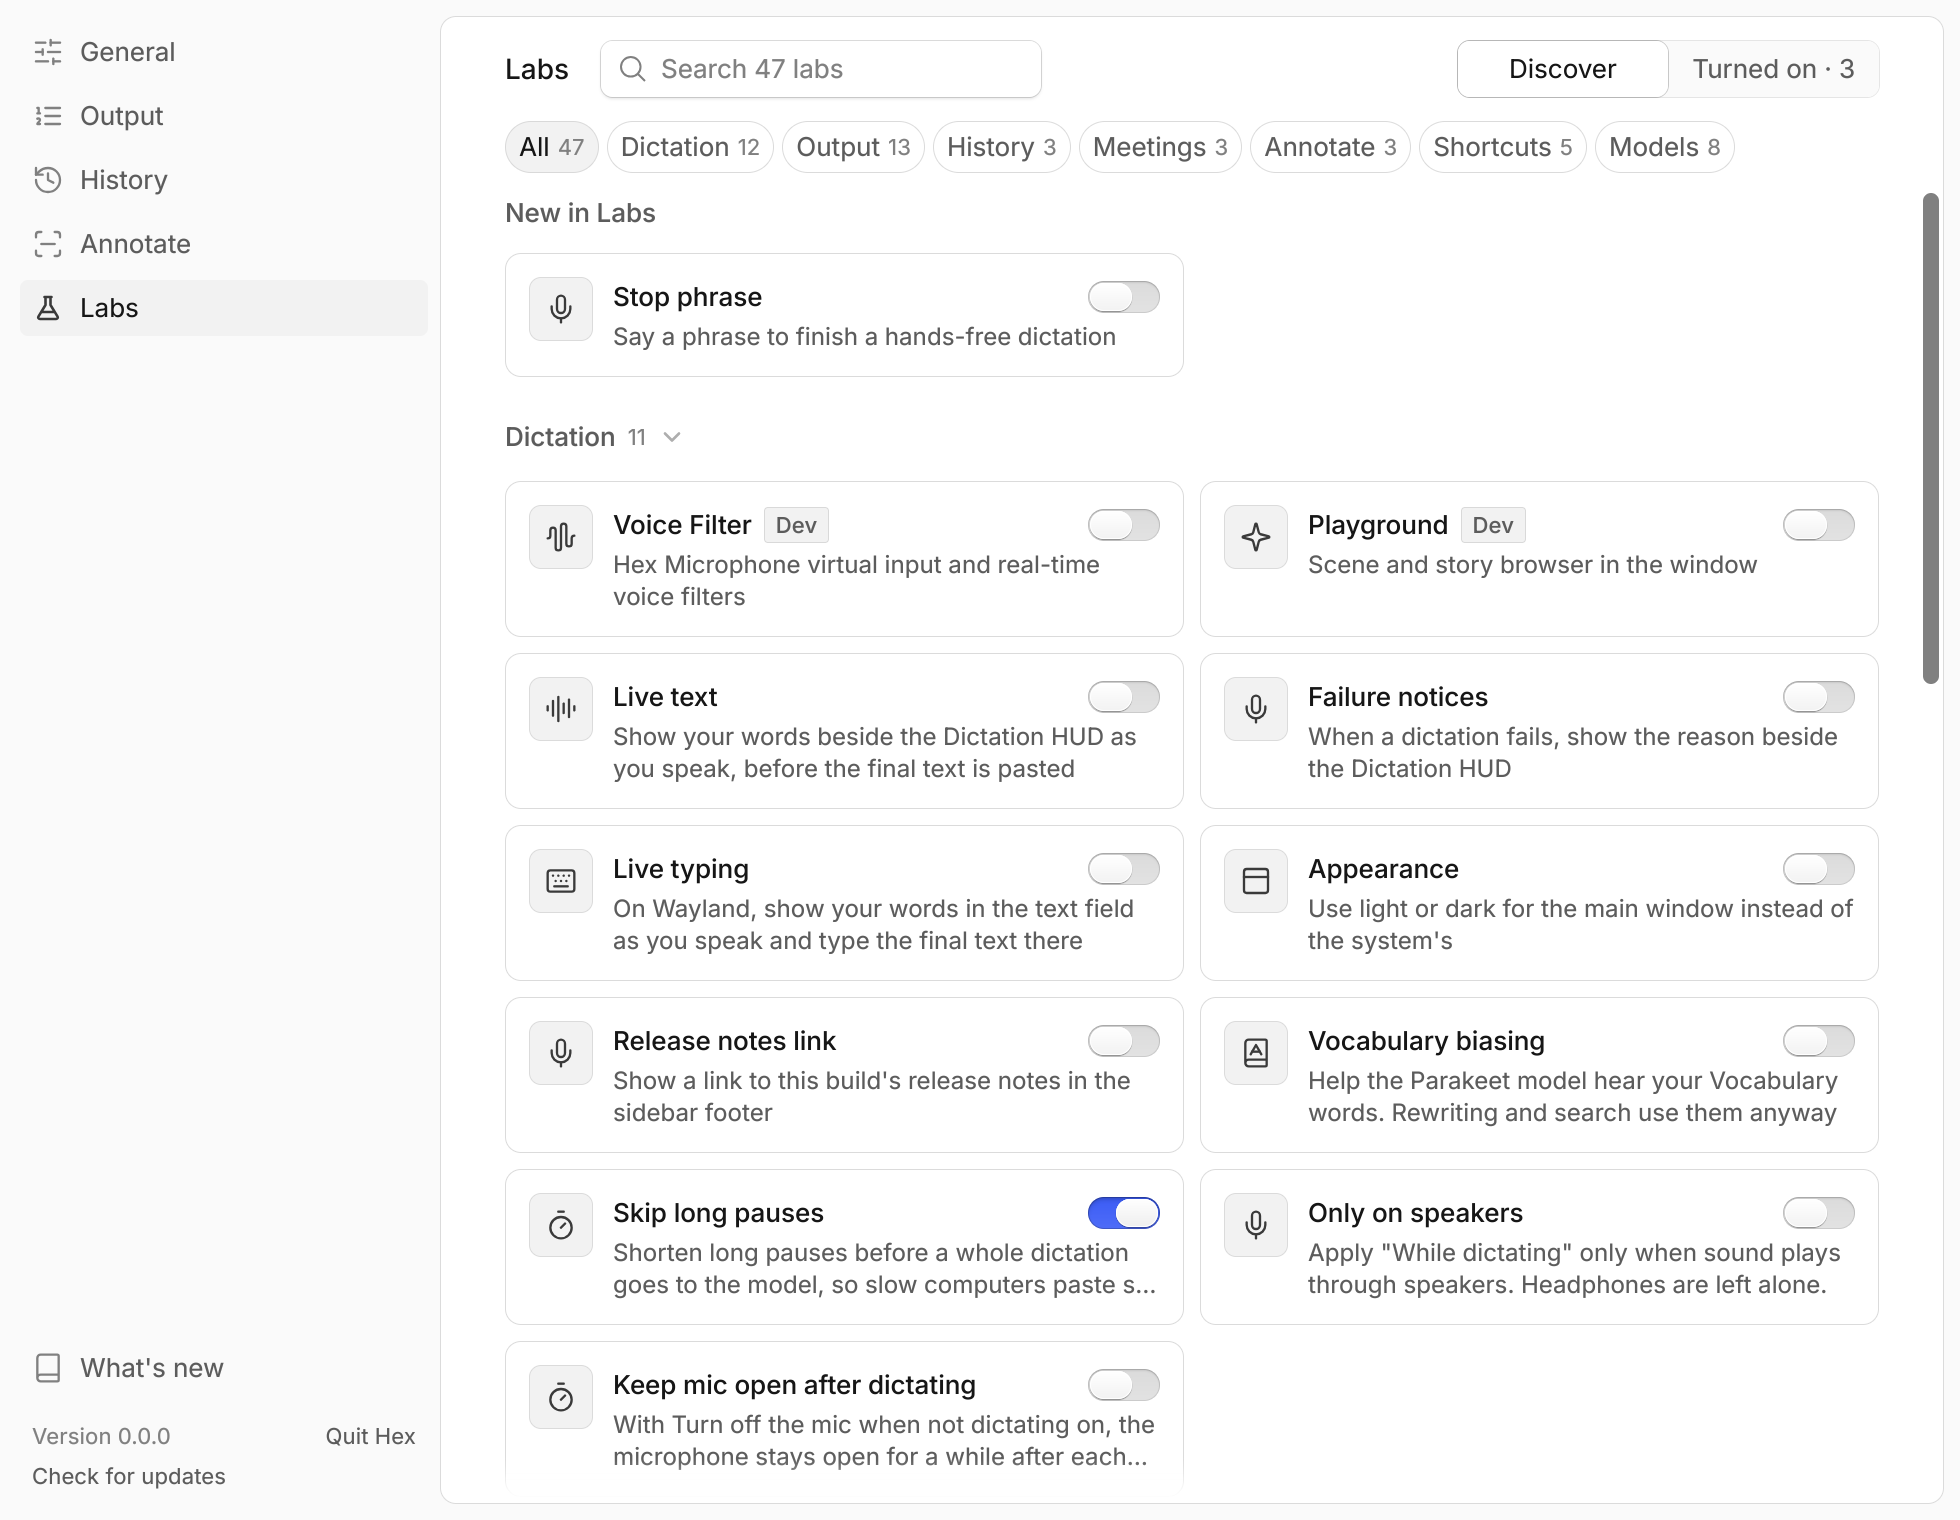 General
Output
History
Annotate
Labs
What's new
Version 0.0.0
Quit Hex
Check for updates
Labs
Search 47 labs
Discover
Turned on · 3
All 47
Dictation 12
Output 13
History 3
Meetings 3
Annotate 3
Shortcuts 5
Models 8
New in Labs
Stop phrase
Say a phrase to finish a hands-free dictation
Dictation 11
Voice Filter Dev
Hex Microphone virtual input and real-time
voice filters
Playground Dev
Scene and story browser in the window
Live text
Show your words beside the Dictation HUD as
you speak, before the final text is pasted
Failure notices
When a dictation fails, show the reason beside
the Dictation HUD
Live typing
On Wayland, show your words in the text field
as you speak and type the final text there
Appearance
Use light or dark for the main window instead of
the system's
Release notes link
Show a link to this build's release notes in the
sidebar footer
Vocabulary biasing
Help the Parakeet model hear your Vocabulary
words. Rewriting and search use them anyway
Skip long pauses
Shorten long pauses before a whole dictation
goes to the model, so slow computers paste s...
Only on speakers
Apply "While dictating" only when sound plays
through speakers. Headphones are left alone.
Keep mic open after dictating
With Turn off the mic when not dictating on, the
microphone stays open for a while after each...